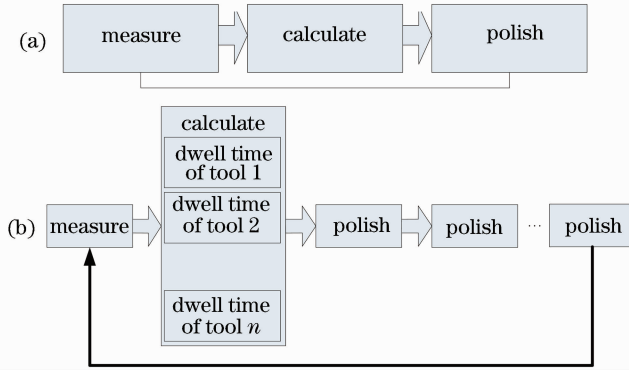 (a)
measure
calculate
polish
(b)
measure
calculate
dwell time
of tool 1
dwell time
of tool 2
dwell time
of tool n
polish
polish
...
polish